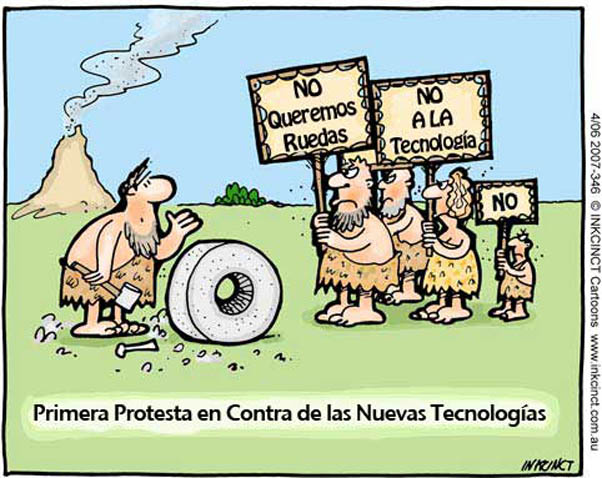 NO
Queremos
Ruedas
NO
A LA
Tecnología
NO
4/06 2007-346 © INKCINCT Cartoons www.inkcinct.com.au
Primera Protesta en Contra de las Nuevas Tecnologías
INKCINCT